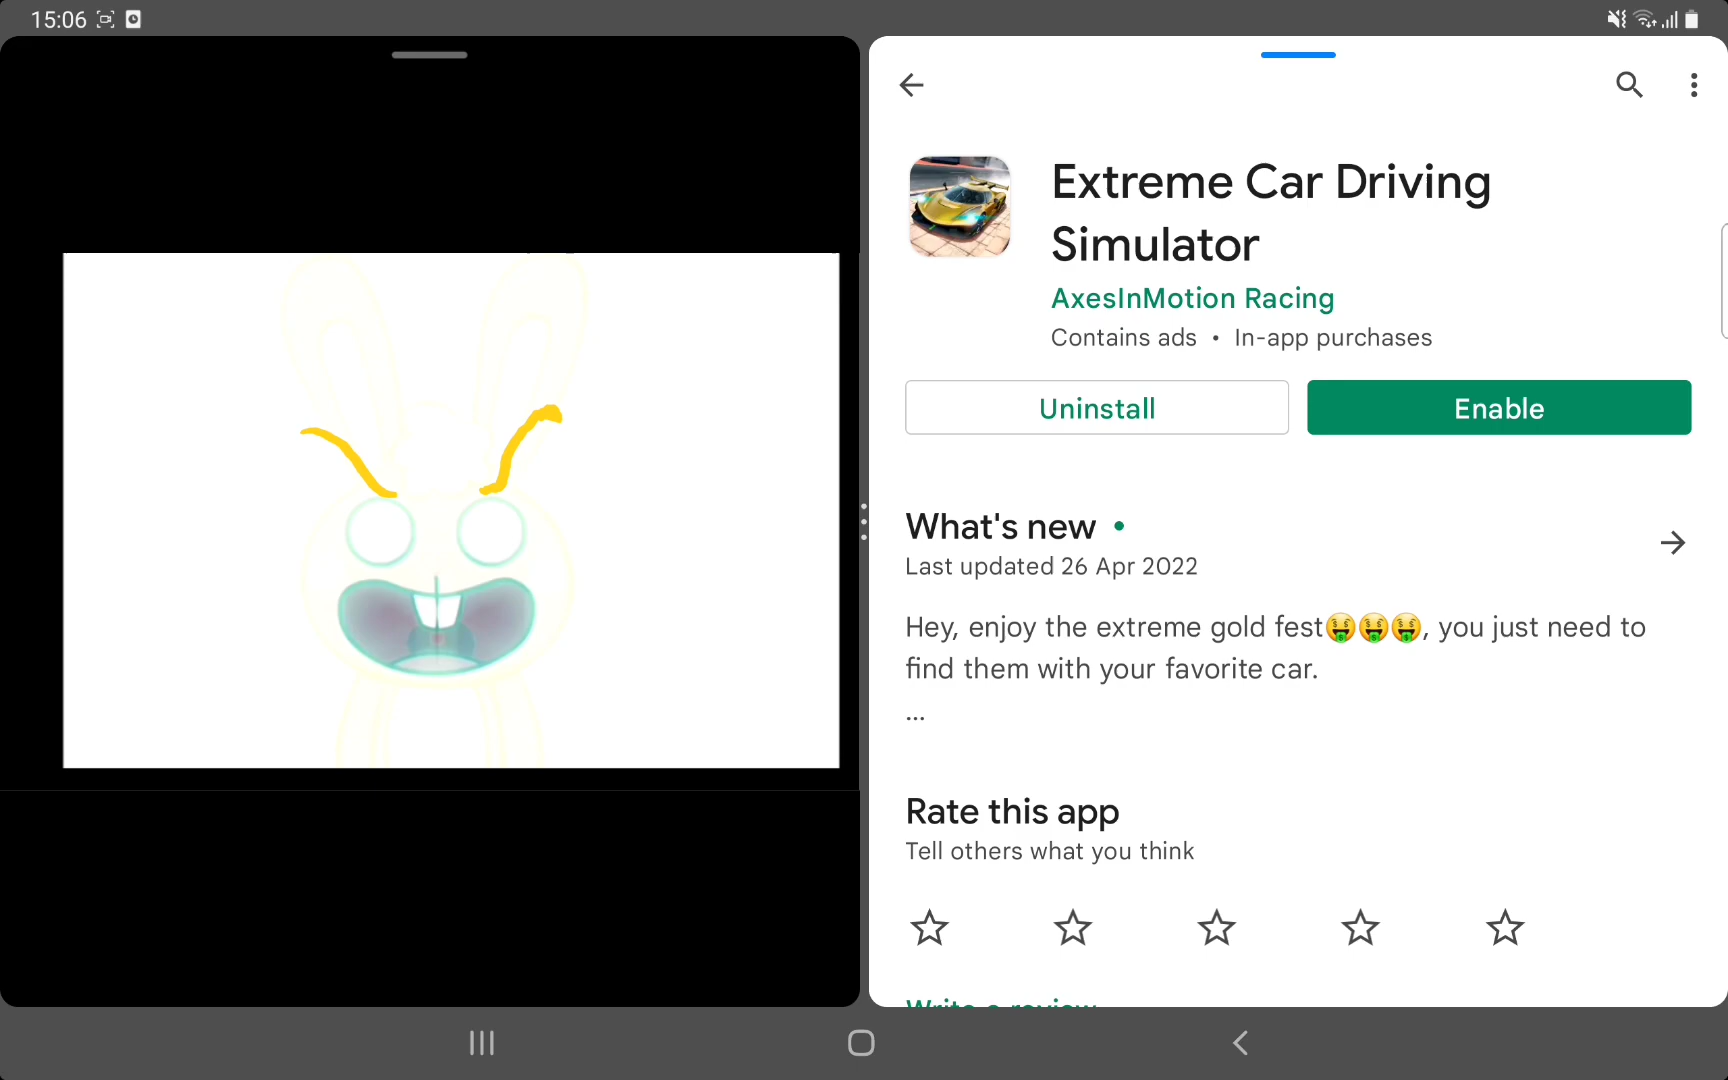 15:06
Extreme Car Driving
Simulator
AxesInMotion Racing
Contains ads • In-app purchases
Uninstall
Enable
What's new •
Last updated 26 Apr 2022
Hey, enjoy the extreme gold fest🤑🤑🤑, you just need to
find them with your favorite car.
...
Rate this app
Tell others what you think
Write a review